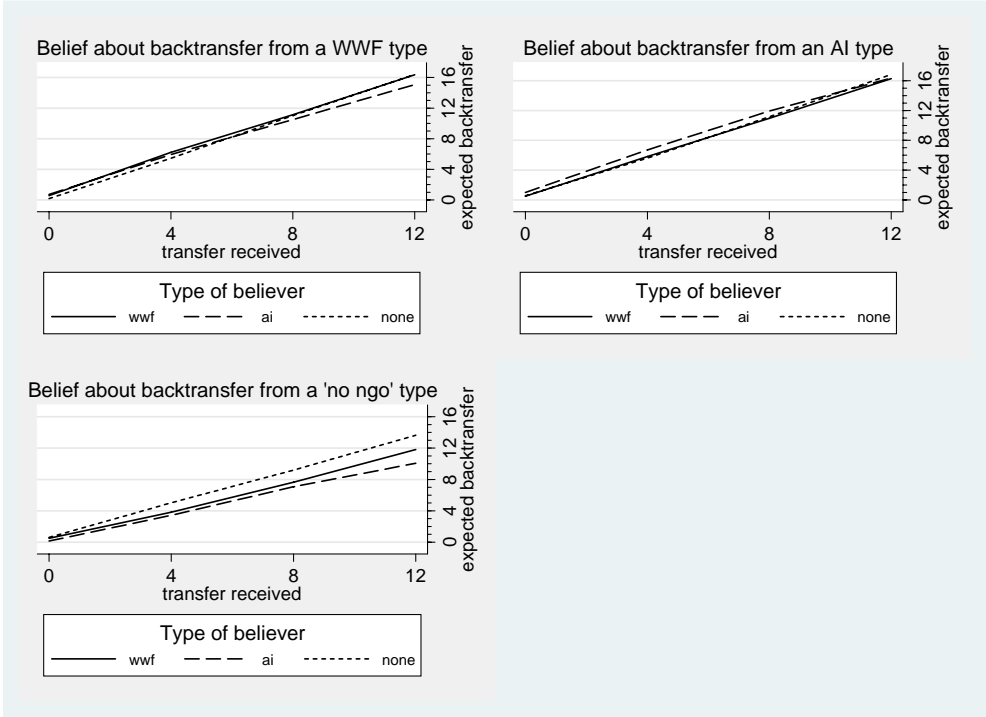 Belief about backtransfer from a WWF type
0 4 8 12 16
expected backtransfer
0 4 8 12
transfer received
Type of believer
wwf ai none
Belief about backtransfer from an AI type
0 4 8 12 16
expected backtransfer
0 4 8 12
transfer received
Type of believer
wwf ai none
Belief about backtransfer from a 'no ngo' type
0 4 8 12 16
expected backtransfer
0 4 8 12
transfer received
Type of believer
wwf ai none